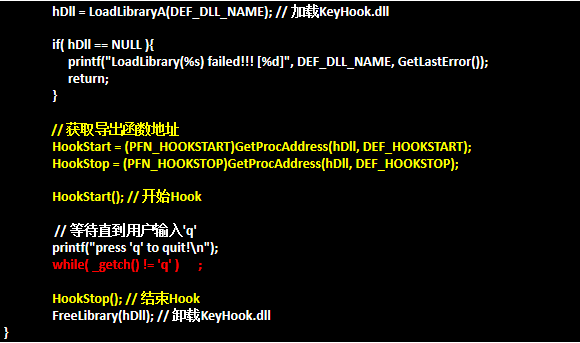 hDll = LoadLibraryA(DEF_DLL_NAME); // 加载KeyHook.dll
if( hDll == NULL ){
printf("LoadLibrary(%s) failed!!! [%d]", DEF_DLL_NAME, GetLastError());
return;
}
// 获取导出函数地址
HookStart = (PFN_HOOKSTART)GetProcAddress(hDll, DEF_HOOKSTART);
HookStop = (PFN_HOOKSTOP)GetProcAddress(hDll, DEF_HOOKSTOP);
HookStart(); // 开始Hook
// 等待直到用户输入'q'
printf("press 'q' to quit!\n");
while( _getch() != 'q' ) ;
HookStop(); // 结束Hook
FreeLibrary(hDll); // 卸载KeyHook.dll
}